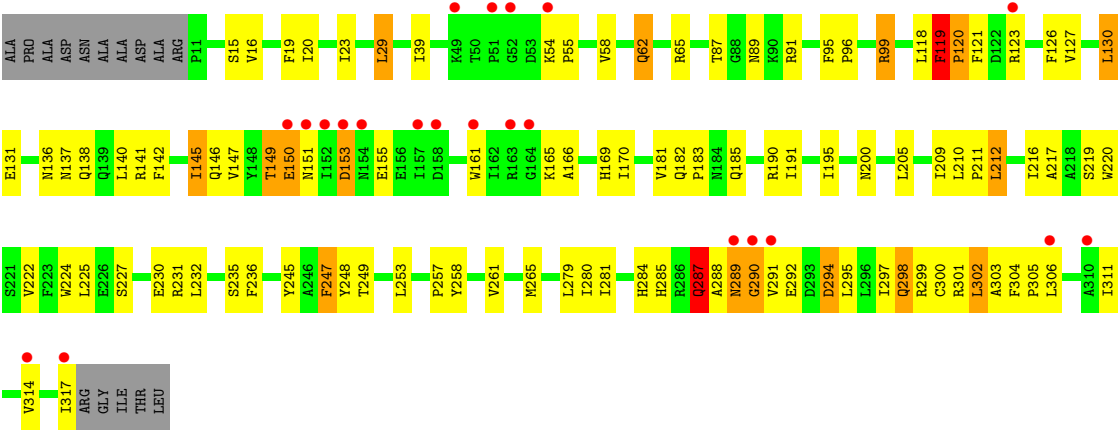 ALA PRO ALA ASP ASN ALA ALA ASP ALA ARG P11 S15 V16 F19 I20 I23 L29 I39 K49 T50 P51 G52 D53 K54 P55 V58 Q62 R65 T87 G88 N89 K90 R91 F95 P96 R99 L118 F119 P120 F121 D122 R123 F126 V127 L130
E131 N136 N137 Q138 Q139 L140 R141 F142 I145 Q146 V147 Y148 T149 E150 N151 I152 D153 N154 E155 E156 I157 D158 W161 I162 R163 G164 K165 A166 H169 I170 V181 Q182 P183 N184 Q185 R190 I191 I195 N200 L205 I209 L210 P211 L212 I216 A217 A218 S219 W220
S221 V222 F223 W224 L225 E226 S227 E230 R231 L232 S235 F236 Y245 A246 F247 Y248 T249 L253 P257 Y258 V261 M265 L279 I280 I281 H284 H285 R286 Q287 A288 N289 G290 V291 E292 D293 D294 L295 L296 I297 Q298 R299 C300 R301 L302 A303 F304 P305 L306 A310 I311
V314 I317 ARG GLY ILE THR LEU